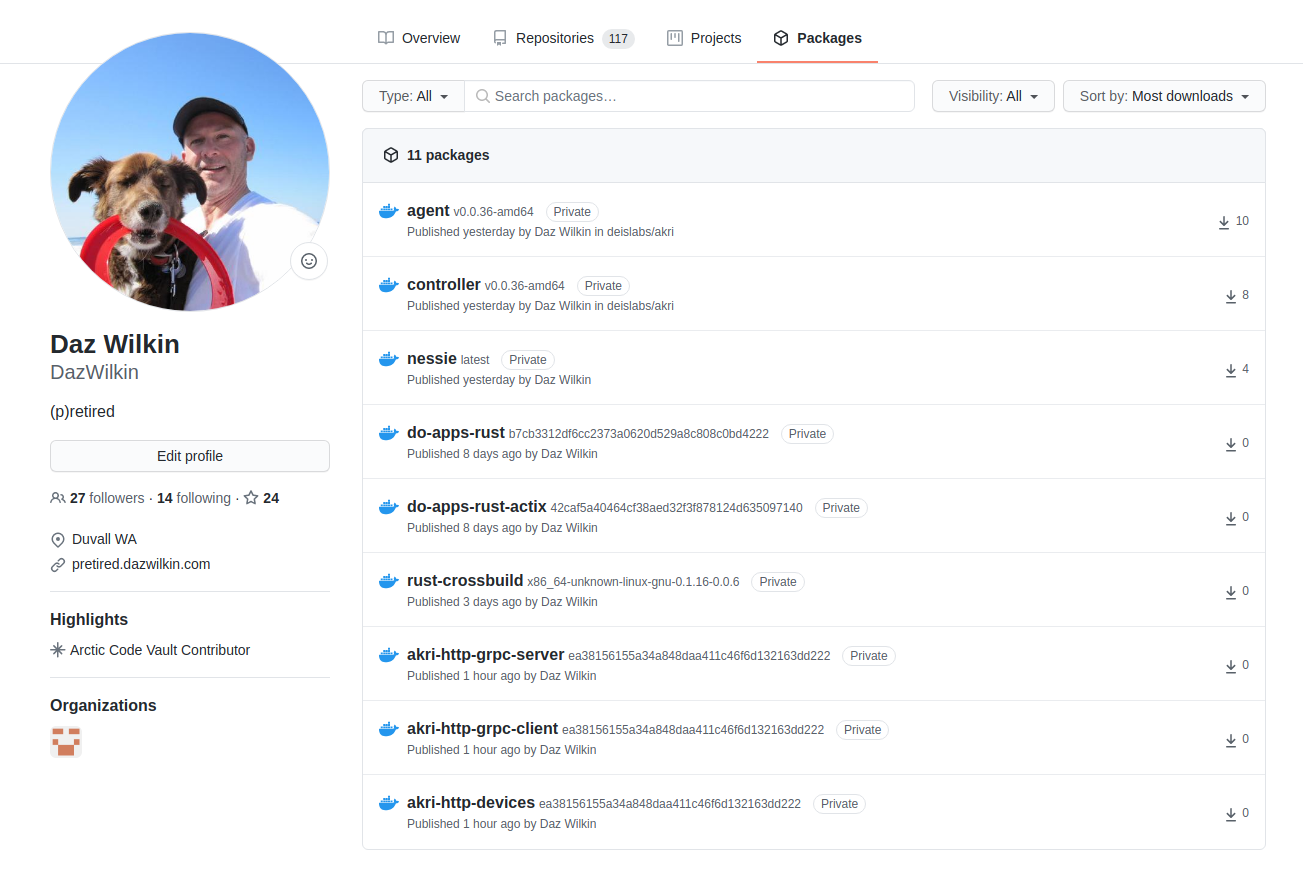 Overview Repositories 117 Projects Packages
Type: All Search packages… Visibility: All Sort by: Most downloads
11 packages
agent v0.0.36-amd64 Private
Published yesterday by Daz Wilkin in deislabs/akri
10
controller v0.0.36-amd64 Private
Published yesterday by Daz Wilkin in deislabs/akri
8
nessie latest Private
Published yesterday by Daz Wilkin
4
do-apps-rust b7cb3312df6cc2373a0620d529a8c808c0bd4222 Private
Published 8 days ago by Daz Wilkin
0
do-apps-rust-actix 42caf5a40464cf38aed32f3f878124d635097140 Private
Published 8 days ago by Daz Wilkin
0
rust-crossbuild x86_64-unknown-linux-gnu-0.1.16-0.0.6 Private
Published 3 days ago by Daz Wilkin
0
akri-http-grpc-server ea38156155a34a848daa411c46f6d132163dd222 Private
Published 1 hour ago by Daz Wilkin
0
akri-http-grpc-client ea38156155a34a848daa411c46f6d132163dd222 Private
Published 1 hour ago by Daz Wilkin
0
akri-http-devices ea38156155a34a848daa411c46f6d132163dd222 Private
Published 1 hour ago by Daz Wilkin
0
Daz Wilkin
DazWilkin
(p)retired
Edit profile
27 followers · 14 following · 24
Duvall WA
pretired.dazwilkin.com
Highlights
Arctic Code Vault Contributor
Organizations